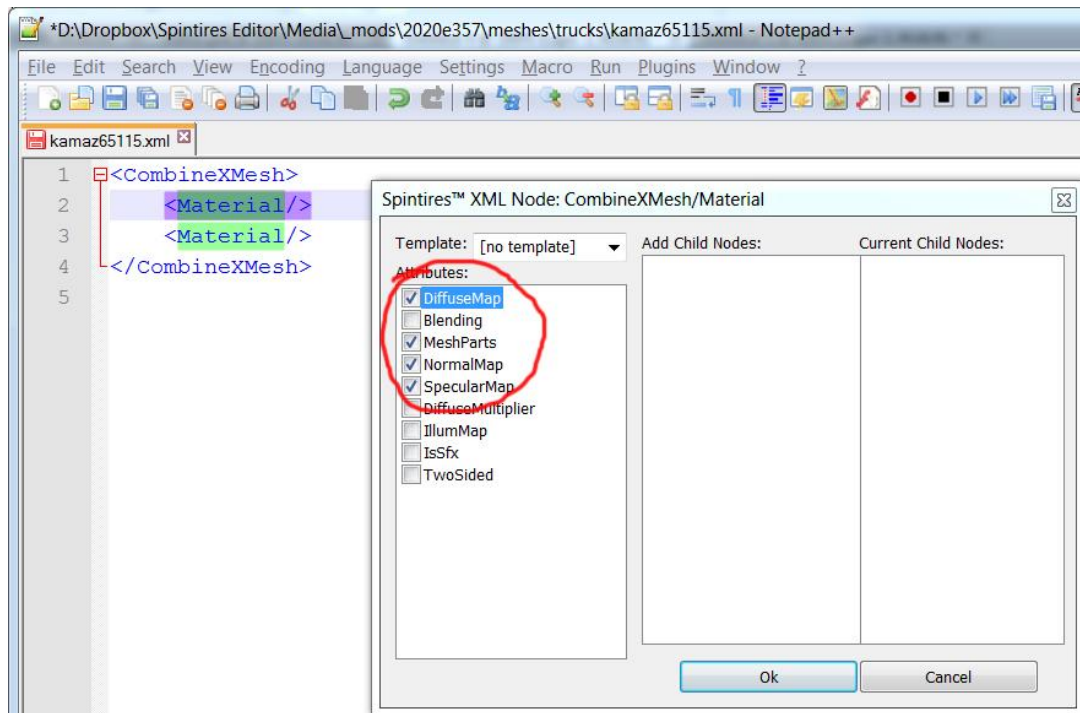 *D:\Dropbox\Spintires Editor\Media\_mods\2020e357\meshes\trucks\kamaz65115.xml - Notepad++
File Edit Search View Encoding Language Settings Macro Run Plugins Window ?
kamaz65115.xml
1 <CombineXMesh>
2 <Material/>
3 <Material/>
4 </CombineXMesh>
5
Spintires™ XML Node: CombineXMesh/Material
Template: [no template]
Attributes:
DiffuseMap
Blending
MeshParts
NormalMap
SpecularMap
DiffuseMultiplier
IllumMap
IsSfx
TwoSided
Add Child Nodes:
Current Child Nodes:
Ok
Cancel